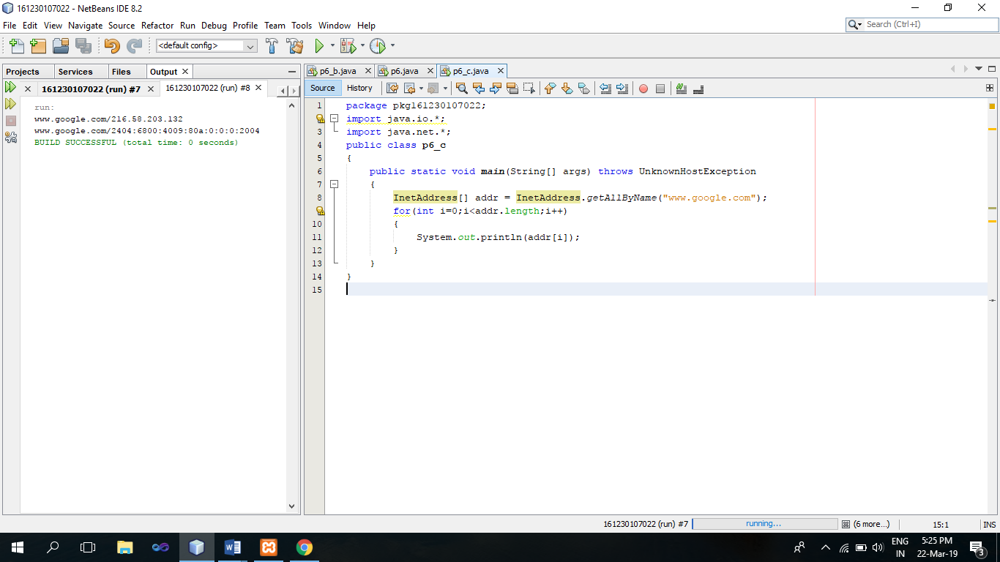 161230107022 - NetBeans IDE 8.2
File Edit View Navigate Source Refactor Run Debug Profile Team Tools Window Help
Search (Ctrl+I)
<default config>
Projects Services Files Output
161230107022 (run) #7 161230107022 (run) #8
run:
www.google.com/216.58.203.132
www.google.com/2404:6800:4009:80a:0:0:0:2004
BUILD SUCCESSFUL (total time: 0 seconds)
p6_b.java p6.java p6_c.java
Source History
1 package pkg161230107022;
import java.io.*;
3 import java.net.*;
4 public class p6_c
5 {
6 public static void main(String[] args) throws UnknownHostException
7 {
8 InetAddress[] addr = InetAddress.getAllByName("www.google.com");
for(int i=0;i<addr.length;i++)
10 {
11 System.out.println(addr[i]);
12 }
13 }
14 }
15
161230107022 (run) #7 running... (6 more...) 15:1 INS
ENG
IN
5:25 PM
22-Mar-19
3